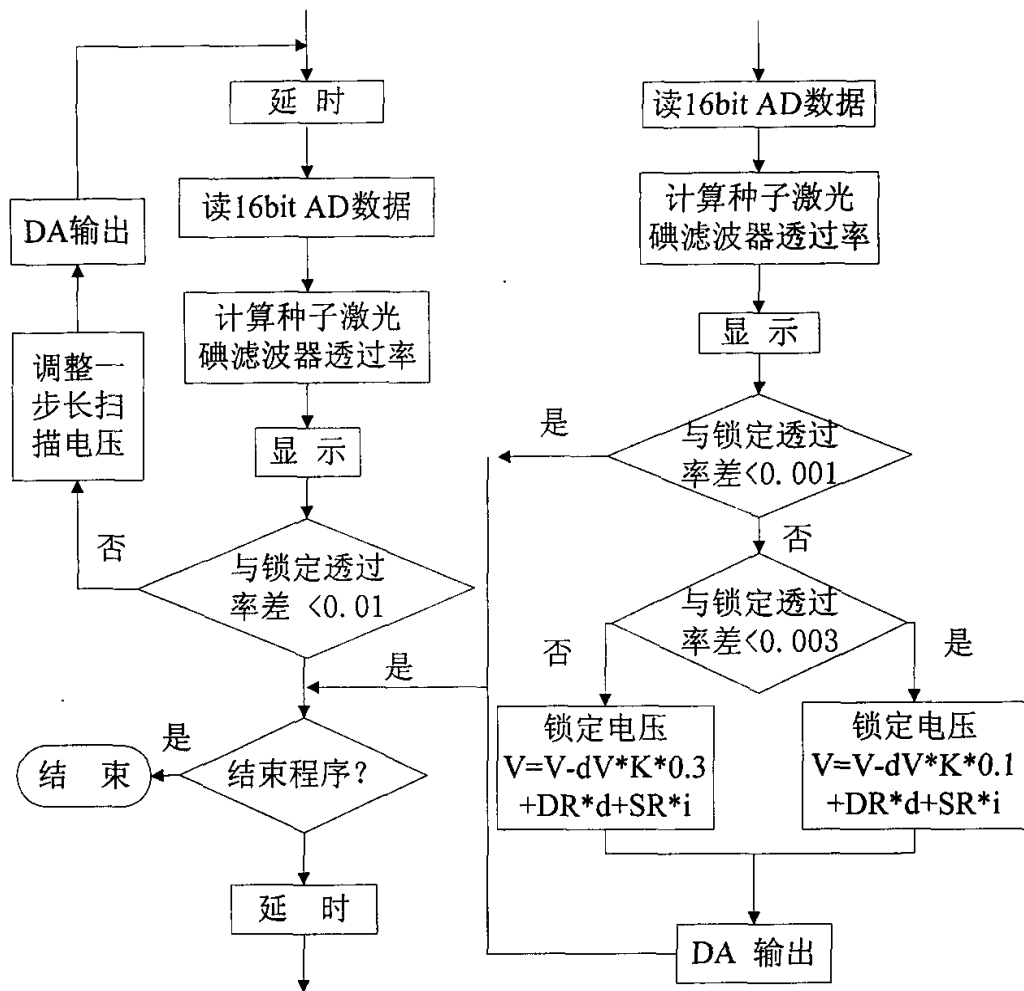 延 时
读16bit AD数据
计算种子激光
碘滤波器透过率
显 示
与锁定透过
率差 <0.01
否
调整一
步长扫
描电压
DA输出
是
结束程序?
是
结 束
延 时
读16bit AD数据
计算种子激光
碘滤波器透过率
显 示
与锁定透过
率差<0.001
是
否
与锁定透过
率差<0.003
否
是
锁定电压
V=V-dV*K*0.3
+DR*d+SR*i
锁定电压
V=V-dV*K*0.1
+DR*d+SR*i
DA 输出